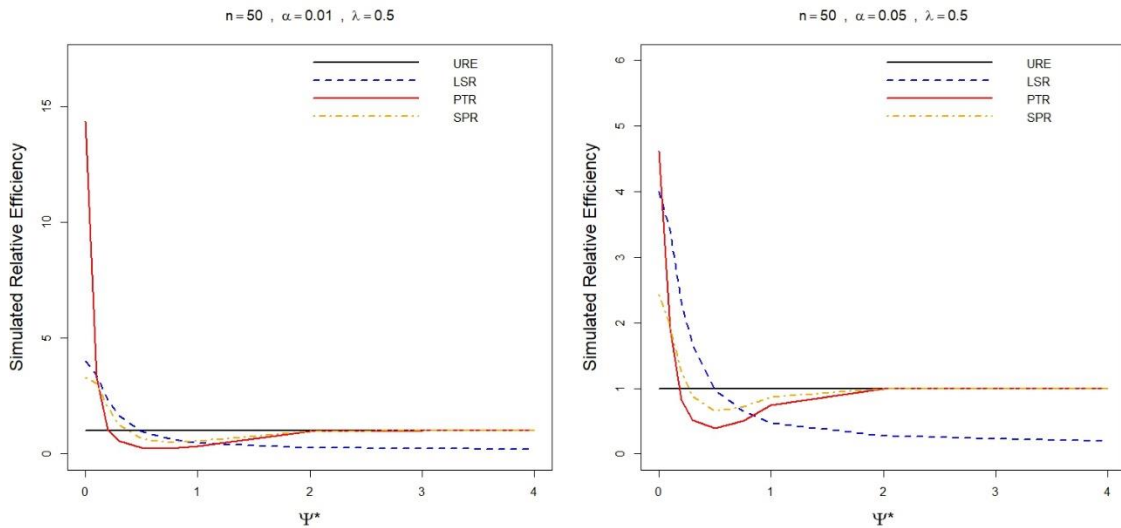 n = 50 , α = 0.01 , λ = 0.5
URE
LSR
PTR
SPR
Simulated Relative Efficiency
15
10
5
0
0 1 2 3 4
Ψ*
n = 50 , α = 0.05 , λ = 0.5
URE
LSR
PTR
SPR
Simulated Relative Efficiency
6
5
4
3
2
1
0
0 1 2 3 4
Ψ*